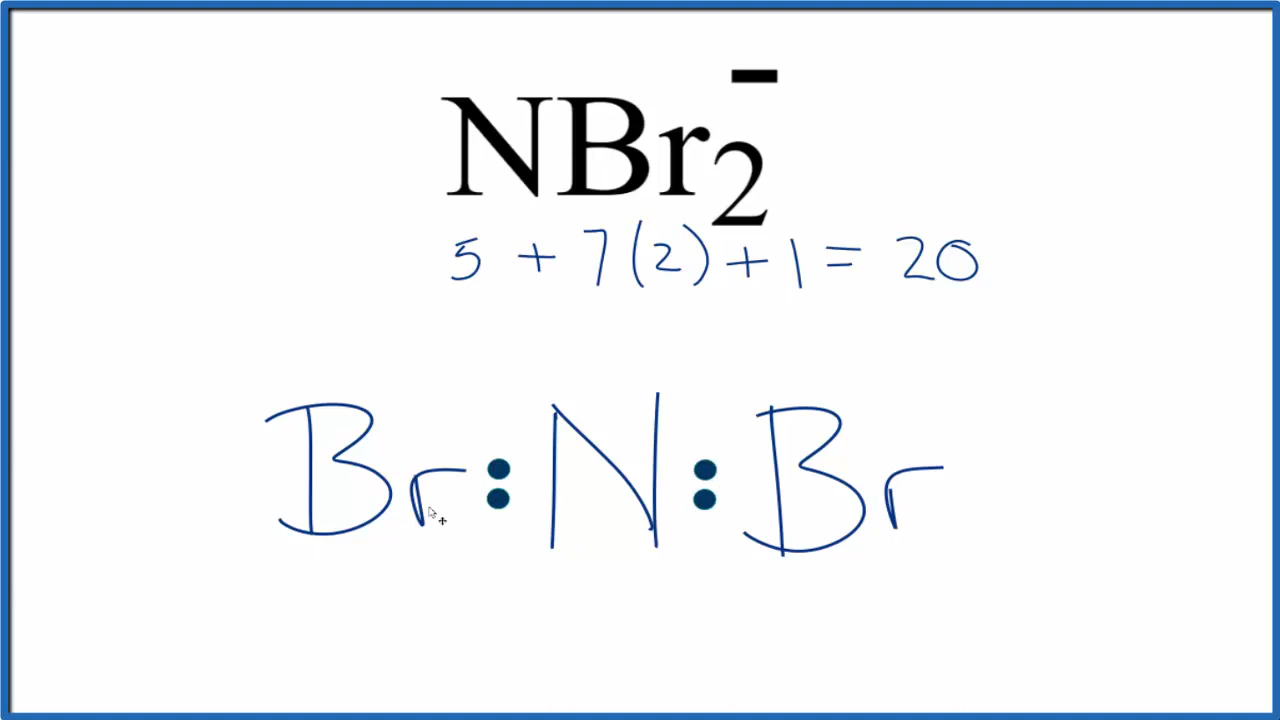 NBr₂⁻
5 + 7(2) + 1 = 20
Br : N : Br